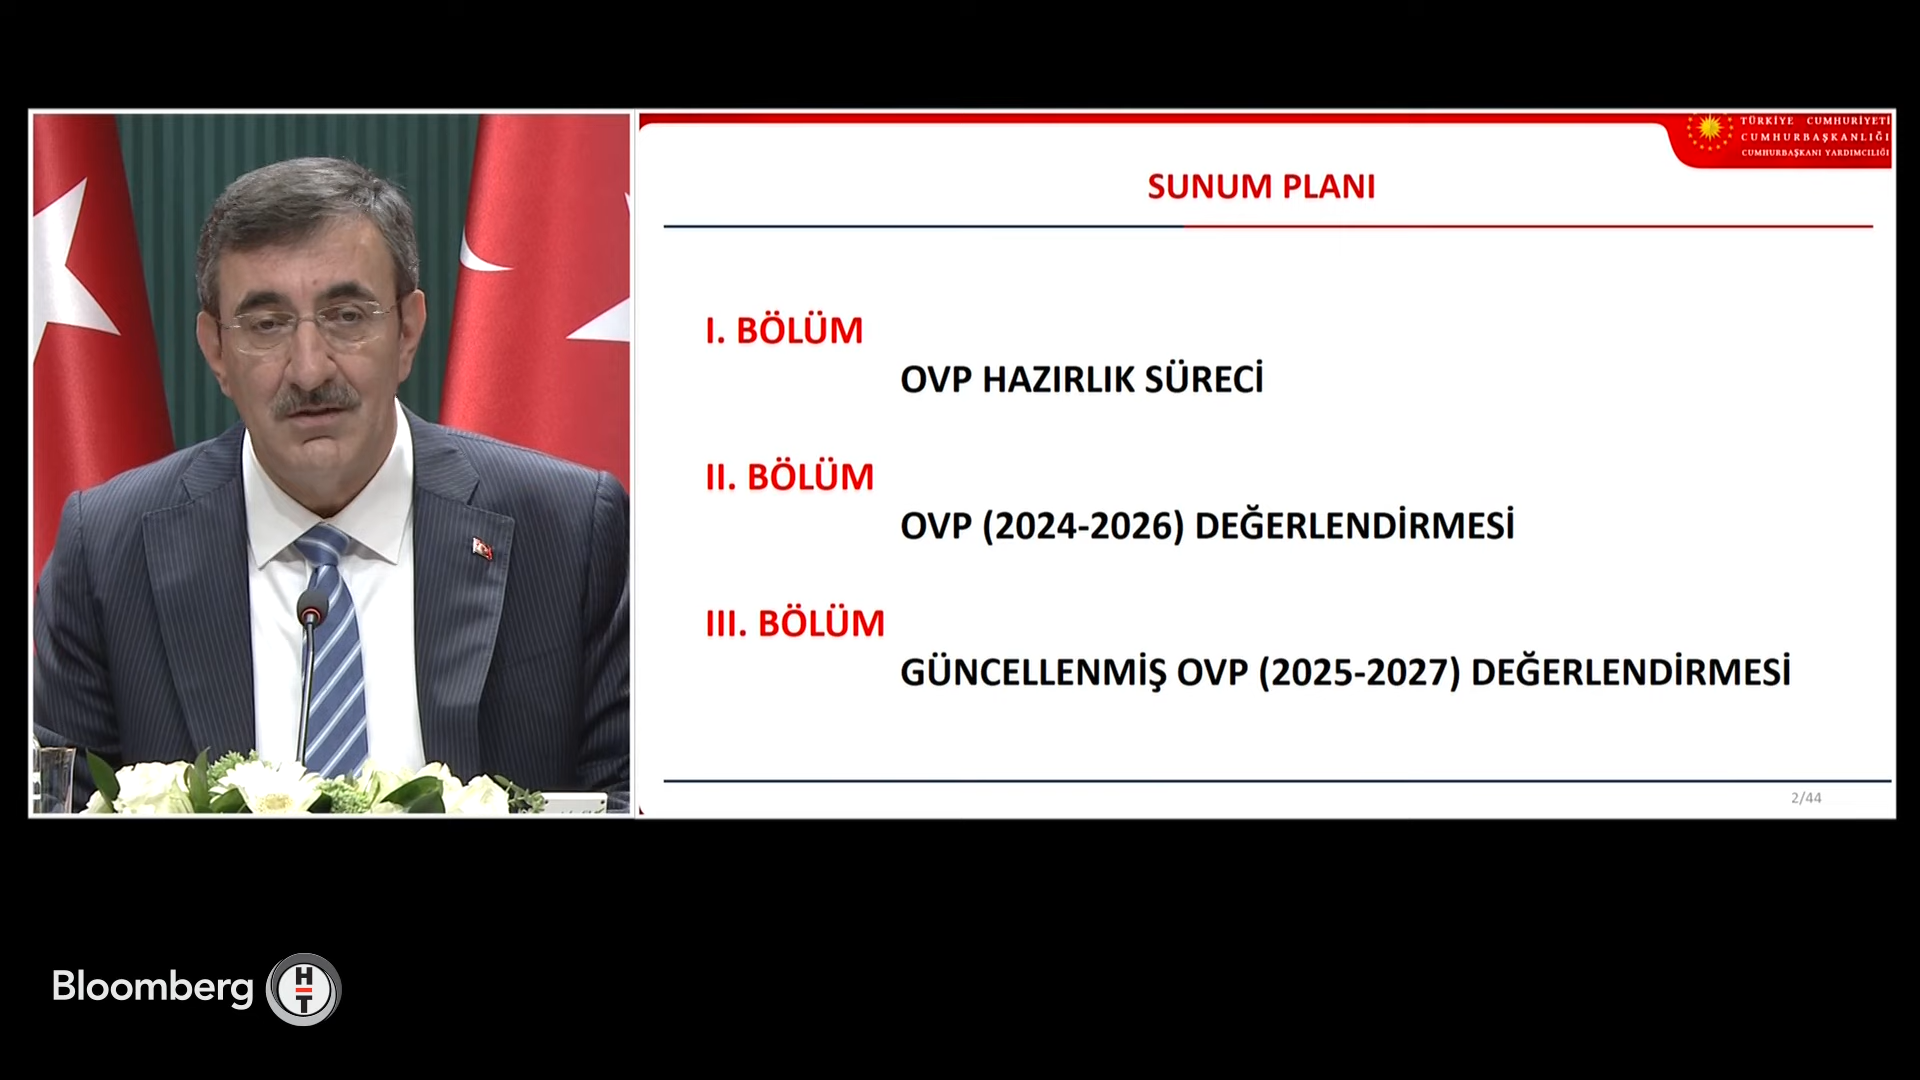 TÜRKİYE CUMHURİYETİ
CUMHURBAŞKANLIĞI
CUMHURBAŞKANI YARDIMCILIĞI
SUNUM PLANI
I. BÖLÜM
OVP HAZIRLIK SÜRECİ
II. BÖLÜM
OVP (2024-2026) DEĞERLENDİRMESİ
III. BÖLÜM
GÜNCELLENMİŞ OVP (2025-2027) DEĞERLENDİRMESİ
2/44
Bloomberg HT